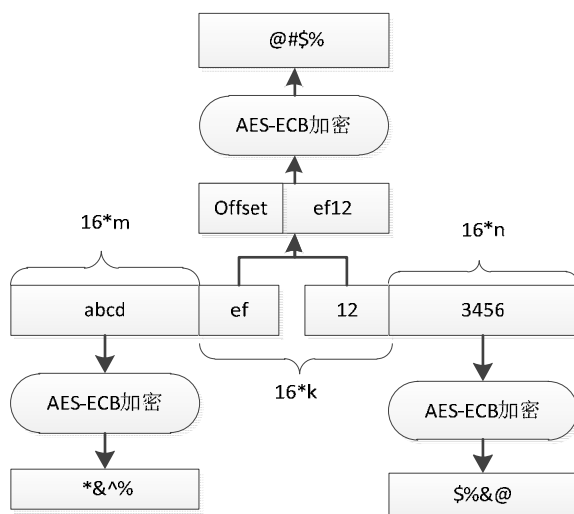 @#$%
AES-ECB加密
Offset
ef12
16*m
16*n
abcd
ef
12
3456
16*k
AES-ECB加密
AES-ECB加密
*&^%
$%&@